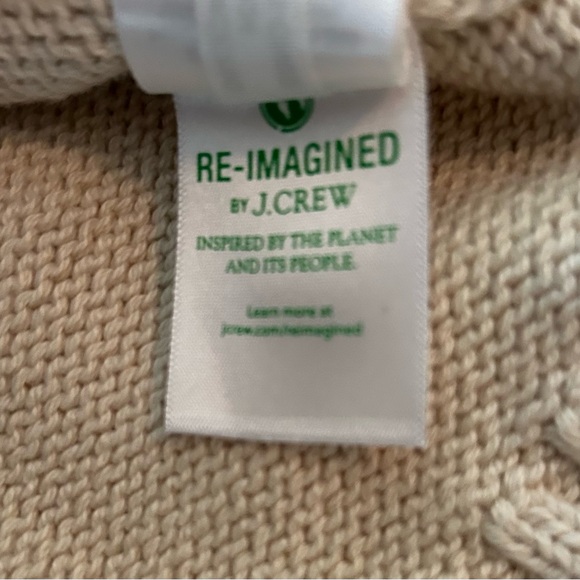 RE-IMAGINED
BY J.CREW
INSPIRED BY THE PLANET
AND ITS PEOPLE.
Learn more at
jcrew.com/reimagined